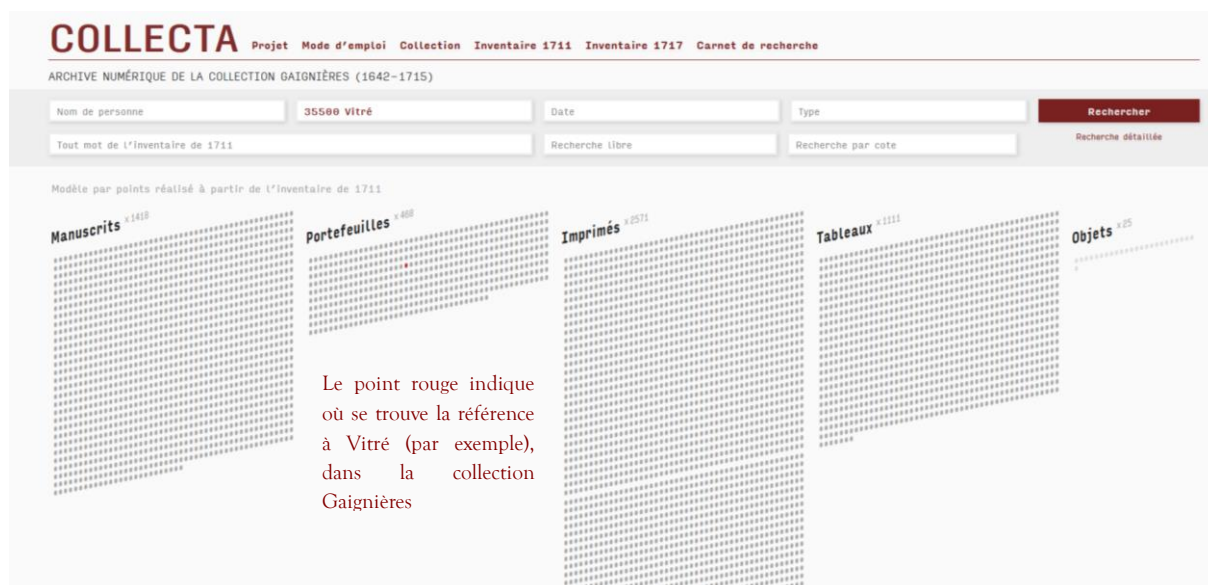 COLLECTA Projet Mode d'emploi Collection Inventaire 1711 Inventaire 1717 Carnet de recherche
ARCHIVE NUMÉRIQUE DE LA COLLECTION GAIGNIÈRES (1642-1715)
Nom de personne 35500 Vitré Date Type Rechercher
Tout mot de l'inventaire de 1711 Recherche libre Recherche par cote Recherche détaillée
Modèle par points réalisé à partir de l'inventaire de 1711
Manuscrits x1410 Portefeuilles x468 Imprimés x2571 Tableaux x1111 Objets x25
Le point rouge indique
où se trouve la référence
à Vitré (par exemple),
dans la collection
Gaignières